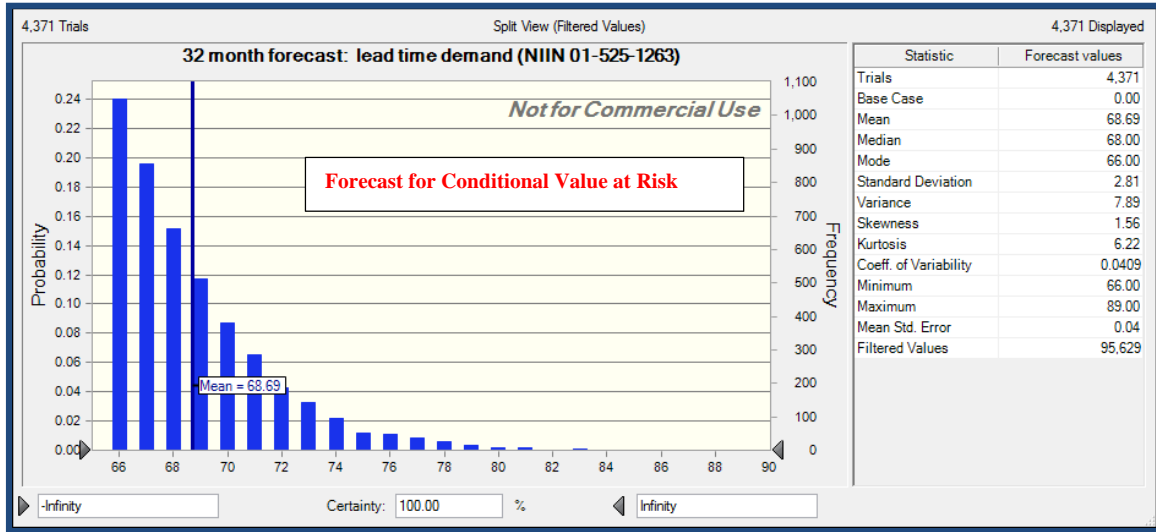 4,371 Trials Split View (Filtered Values) 4,371 Displayed
32 month forecast: lead time demand (NIIN 01-525-1263)
Not for Commercial Use
Forecast for Conditional Value at Risk
Probability
0.24
0.22
0.20
0.18
0.16
0.14
0.12
0.10
0.08
0.06
0.04
0.02
0.00
Mean = 68.69
66 68 70 72 74 76 78 80 82 84 86 88 90
1,100
1,000
900
800
700
600
500
400
300
200
100
0
Frequency
Statistic Forecast values
Trials 4,371
Base Case 0.00
Mean 68.69
Median 68.00
Mode 66.00
Standard Deviation 2.81
Variance 7.89
Skewness 1.56
Kurtosis 6.22
Coeff. of Variability 0.0409
Minimum 66.00
Maximum 89.00
Mean Std. Error 0.04
Filtered Values 95,629
-Infinity Certainty: 100.00 % Infinity